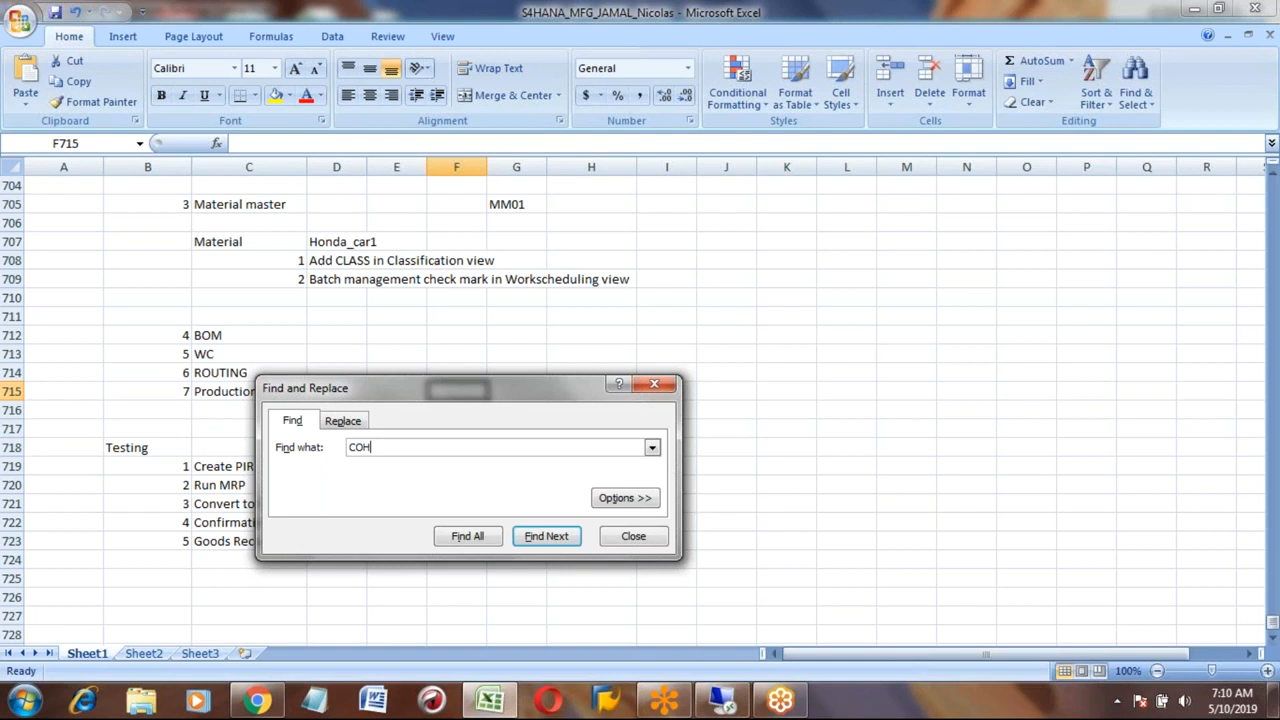 S4HANA_MFG_JAMAL_Nicolas - Microsoft Excel
Home Insert Page Layout Formulas Data Review View
Paste Cut Copy Format Painter
Calibri 11
Wrap Text
Merge & Center
General
$ % ,
Conditional Formatting Format as Table Cell Styles
Insert Delete Format
Σ AutoSum Fill Clear
Sort & Filter Find & Select
Clipboard Font Alignment Number Styles Cells Editing
F715 fx
A B C D E F G H I J K L M N O P Q R
704
705 3 Material master MM01
706
707 Material Honda_car1
708 1 Add CLASS in Classification view
709 2 Batch management check mark in Workscheduling view
710
711
712 4 BOM
713 5 WC
714 6 ROUTING
715 7 Production
716
717
718 Testing
719 1 Create PIR
720 2 Run MRP
721 3 Convert to
722 4 Confirmati
723 5 Goods Rec
724
725
726
727
728
Find and Replace
Find Replace
Find what: COH
Options >>
Find All Find Next Close
Sheet1 Sheet2 Sheet3
Ready 100%
7:10 AM
5/10/2019